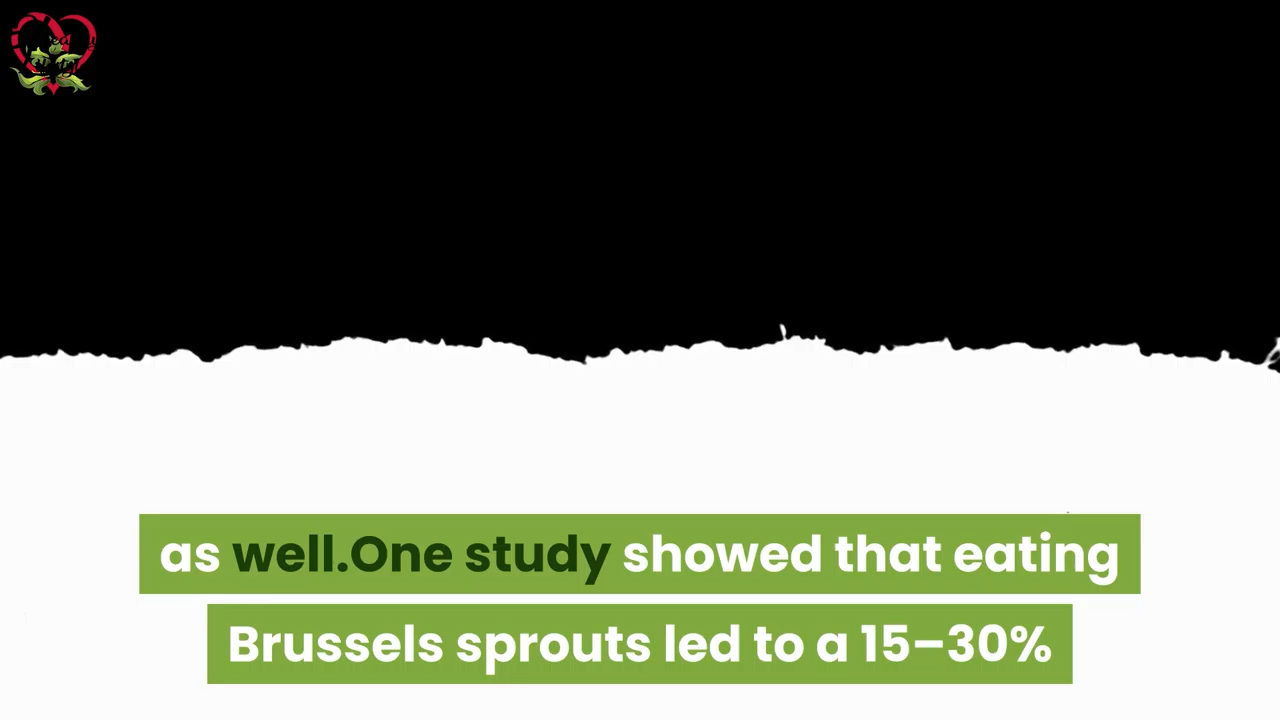 as well.One study showed that eating
Brussels sprouts led to a 15–30%